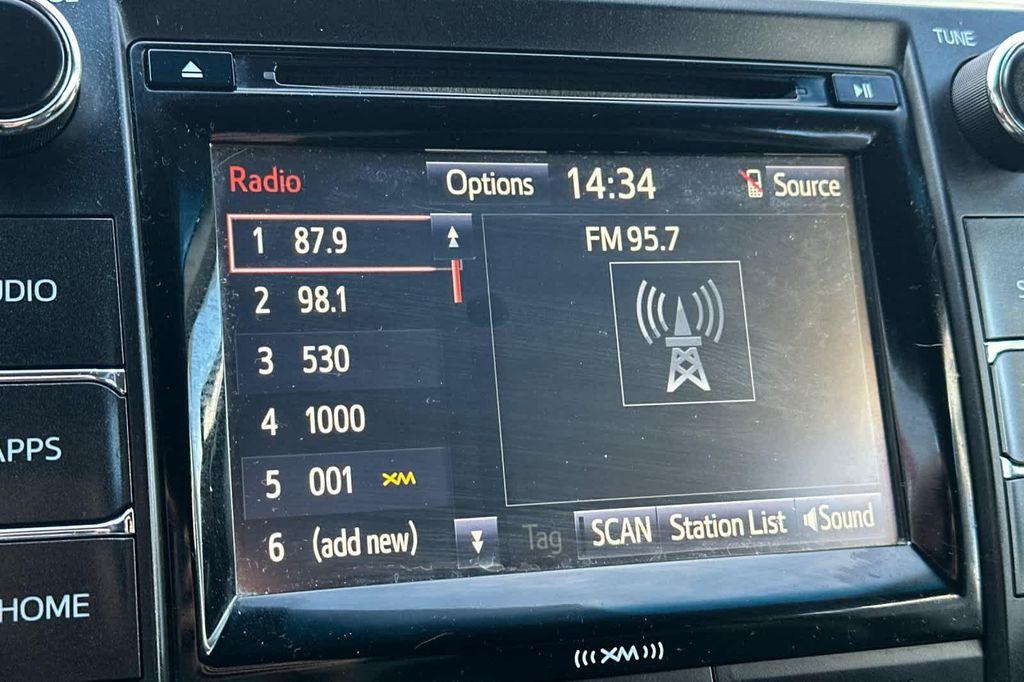 TUNE
Radio
Options
14:34
Source
1 87.9
2 98.1
3 530
4 1000
5 001 XM
6 (add new)
FM 95.7
Tag
SCAN
Station List
Sound
UDIO
APPS
HOME
S
(((XM)))